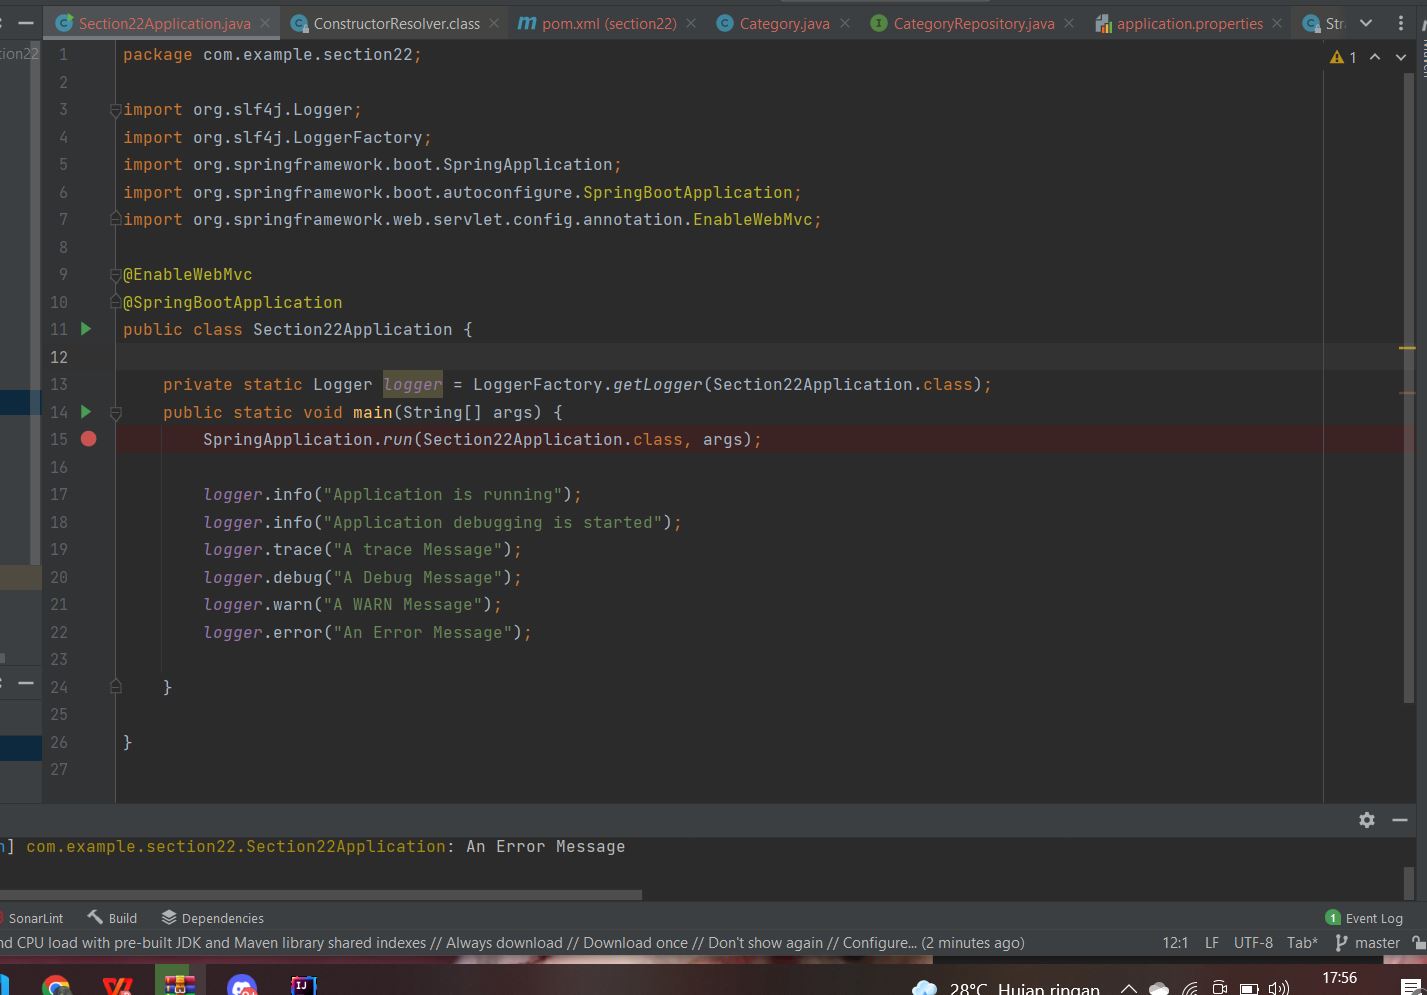 Section22Application.java ConstructorResolver.class pom.xml (section22) Category.java CategoryRepository.java application.properties Str
tion22
1 package com.example.section22;
1
2
3 import org.slf4j.Logger;
4 import org.slf4j.LoggerFactory;
5 import org.springframework.boot.SpringApplication;
6 import org.springframework.boot.autoconfigure.SpringBootApplication;
7 import org.springframework.web.servlet.config.annotation.EnableWebMvc;
8
9 @EnableWebMvc
10 @SpringBootApplication
11 public class Section22Application {
12
13 private static Logger logger = LoggerFactory.getLogger(Section22Application.class);
14 public static void main(String[] args) {
15 SpringApplication.run(Section22Application.class, args);
16
17 logger.info("Application is running");
18 logger.info("Application debugging is started");
19 logger.trace("A trace Message");
20 logger.debug("A Debug Message");
21 logger.warn("A WARN Message");
22 logger.error("An Error Message");
23
24 }
25
26 }
27
n] com.example.section22.Section22Application: An Error Message
SonarLint Build Dependencies 1 Event Log
nd CPU load with pre-built JDK and Maven library shared indexes // Always download // Download once // Don't show again // Configure... (2 minutes ago) 12:1 LF UTF-8 Tab* master
28°C Hujan ringan 17:56